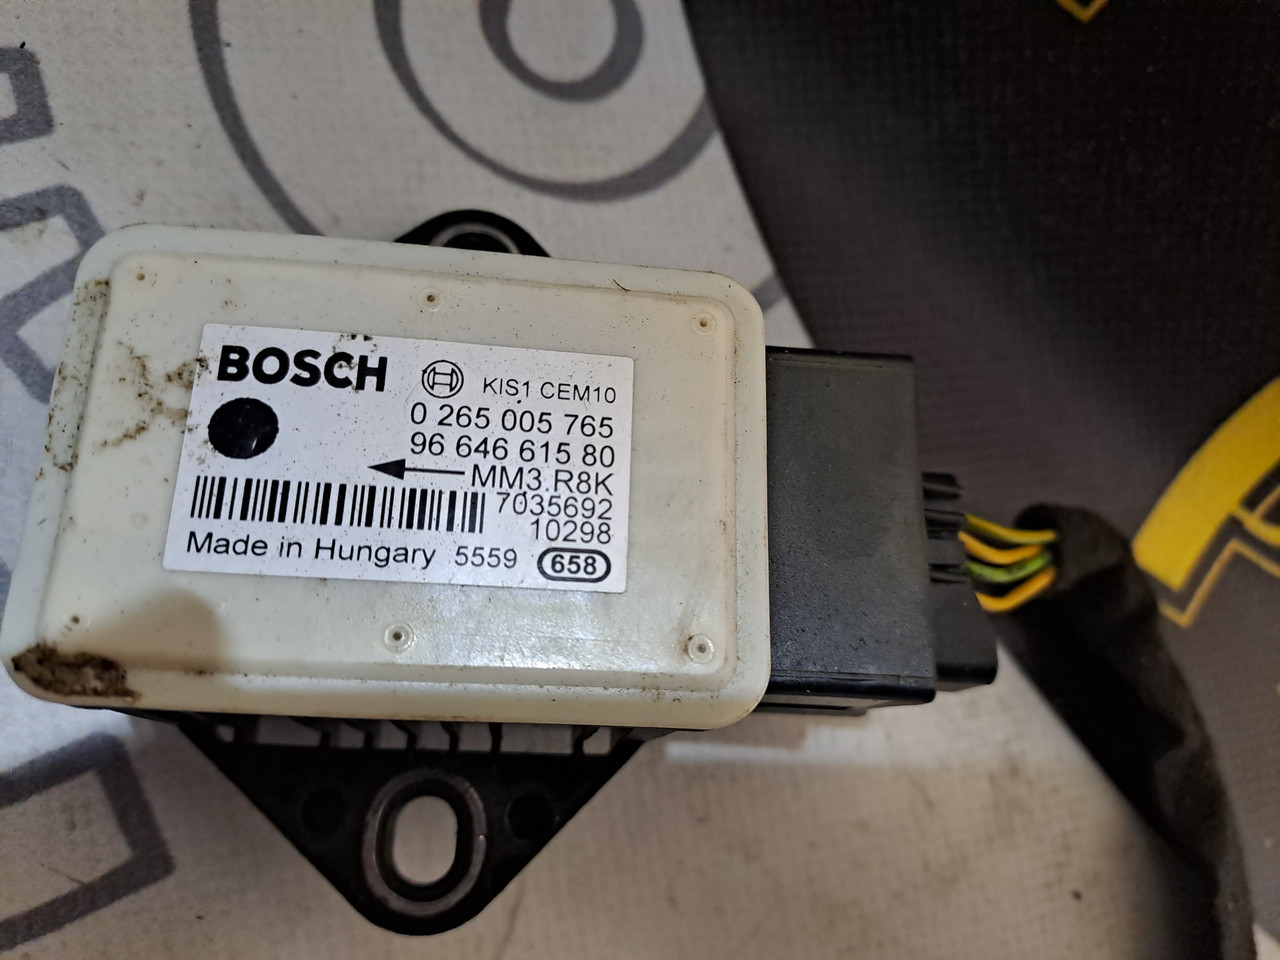 BOSCH
KIS1 CEM10
0 265 005 765
96 646 615 80
MM3.R8K
7035692
10298
Made in Hungary 5559 658